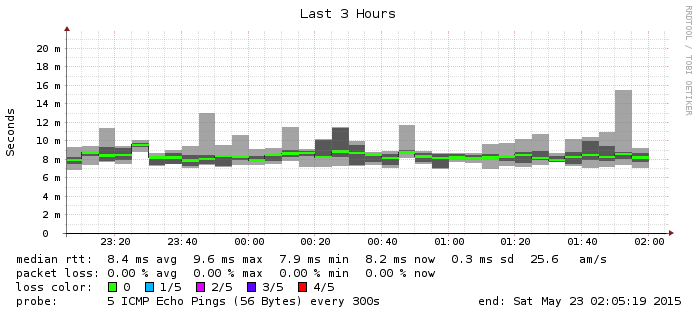 Last 3 Hours
RRDTOOL / TOBI OETIKER
Seconds
20 m
18 m
16 m
14 m
12 m
10 m
8 m
6 m
4 m
2 m
0
23:20 23:40 00:00 00:20 00:40 01:00 01:20 01:40 02:00
median rtt: 8.4 ms avg 9.6 ms max 7.9 ms min 8.2 ms now 0.3 ms sd 25.6 am/s
packet loss: 0.00 % avg 0.00 % max 0.00 % min 0.00 % now
loss color: 0 1/5 2/5 3/5 4/5
probe: 5 ICMP Echo Pings (56 Bytes) every 300s end: Sat May 23 02:05:19 2015